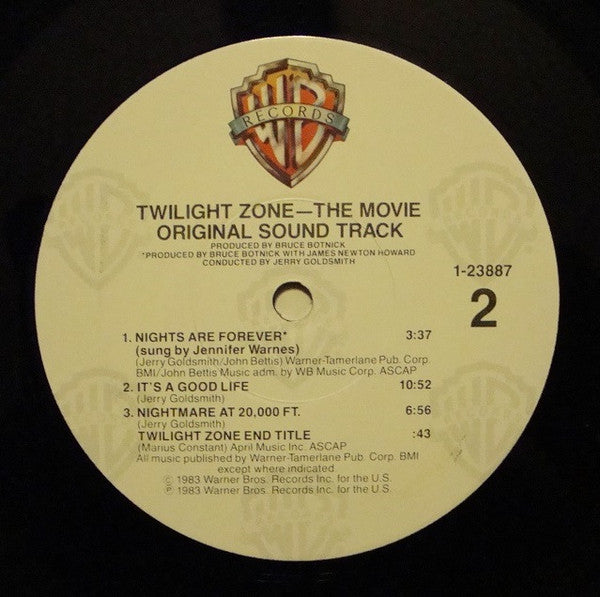 WB
RECORDS
TWILIGHT ZONE—THE MOVIE
ORIGINAL SOUND TRACK
PRODUCED BY BRUCE BOTNICK
*PRODUCED BY BRUCE BOTNICK WITH JAMES NEWTON HOWARD
CONDUCTED BY JERRY GOLDSMITH
1-23887
2
1. NIGHTS ARE FOREVER* 3:37
(sung by Jennifer Warnes)
(Jerry Goldsmith/John Bettis) Warner-Tamerlane Pub. Corp.
BMI/John Bettis Music adm. by WB Music Corp. ASCAP
2. IT'S A GOOD LIFE 10:52
(Jerry Goldsmith)
3. NIGHTMARE AT 20,000 FT. 6:56
(Jerry Goldsmith)
TWILIGHT ZONE END TITLE :43
(Marius Constant) April Music Inc. ASCAP
All music published by Warner-Tamerlane Pub. Corp. BMI
except where indicated
© 1983 Warner Bros. Records Inc. for the U.S.
℗ 1983 Warner Bros. Records Inc. for the U.S.